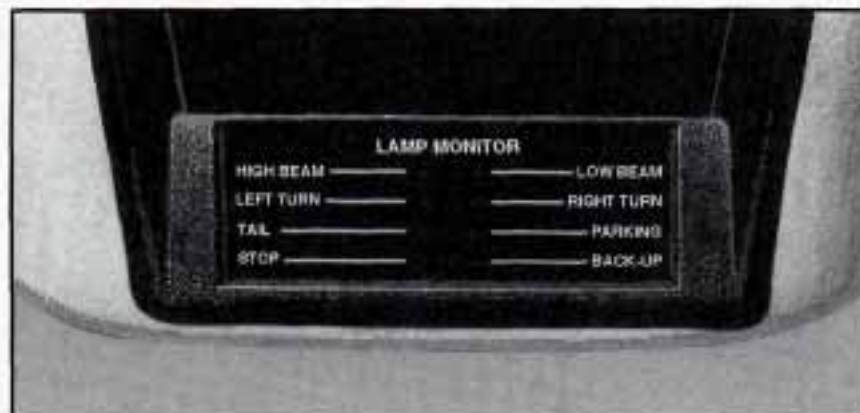 LAMP MONITOR
HIGH BEAM LOW BEAM
LEFT TURN RIGHT TURN
TAIL PARKING
STOP BACK-UP